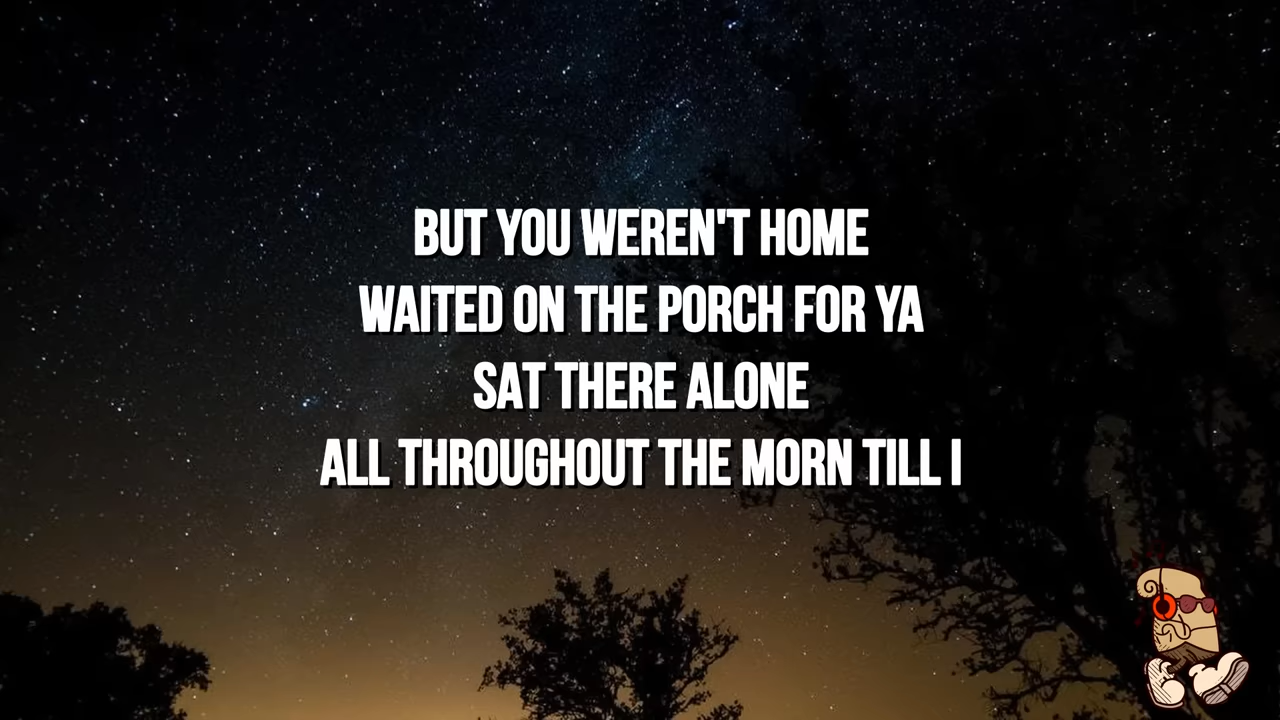 BUT YOU WEREN'T HOME
WAITED ON THE PORCH FOR YA
SAT THERE ALONE
ALL THROUGHOUT THE MORN TILL I